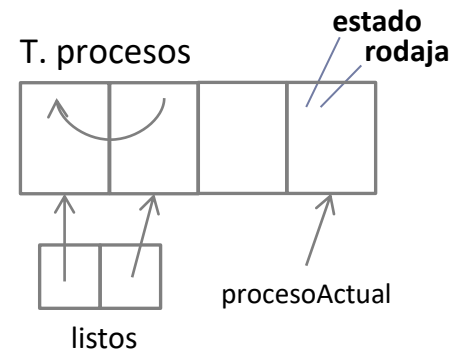 estado
rodaja
T. procesos
procesoActual
listos